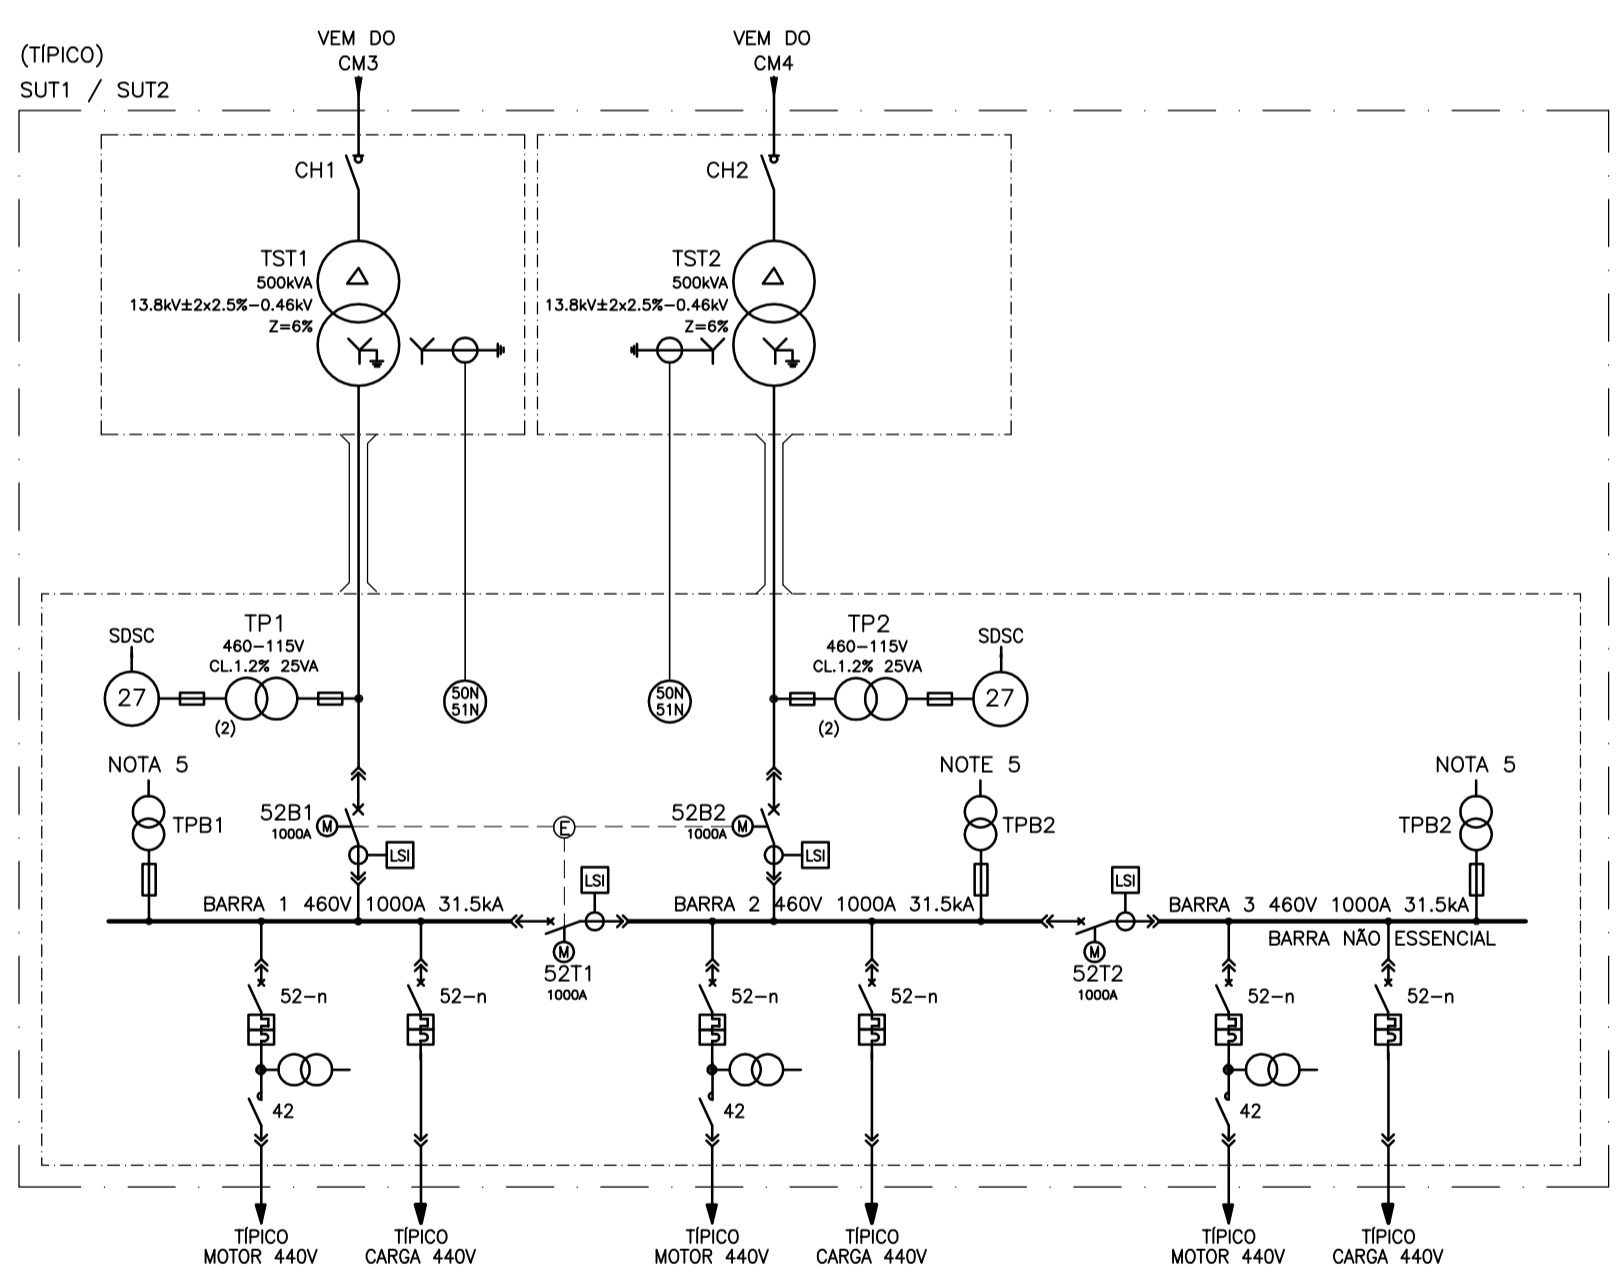 (TÍPICO)
SUT1 / SUT2
VEM DO
CM3
VEM DO
CM4
CH1
CH2
TST1
500kVA
13.8kV±2x2.5%-0.46kV
Z=6%
TST2
500kVA
13.8kV±2x2.5%-0.46kV
Z=6%
SDSC
27
TP1
460-115V
CL.1.2% 25VA
(2)
50N
51N
50N
51N
TP2
460-115V
CL.1.2% 25VA
(2)
SDSC
27
NOTA 5
TPB1
52B1
1000A
M
LSI
E
52B2
1000A
M
LSI
NOTE 5
TPB2
NOTA 5
TPB2
LSI
LSI
BARRA 1 460V 1000A 31.5kA
BARRA 2 460V 1000A 31.5kA
BARRA 3 460V 1000A 31.5kA
BARRA NÃO ESSENCIAL
M
52T1
1000A
M
52T2
1000A
52-n
52-n
52-n
52-n
52-n
52-n
42
42
42
TÍPICO
MOTOR 440V
TÍPICO
CARGA 440V
TÍPICO
MOTOR 440V
TÍPICO
CARGA 440V
TÍPICO
MOTOR 440V
TÍPICO
CARGA 440V